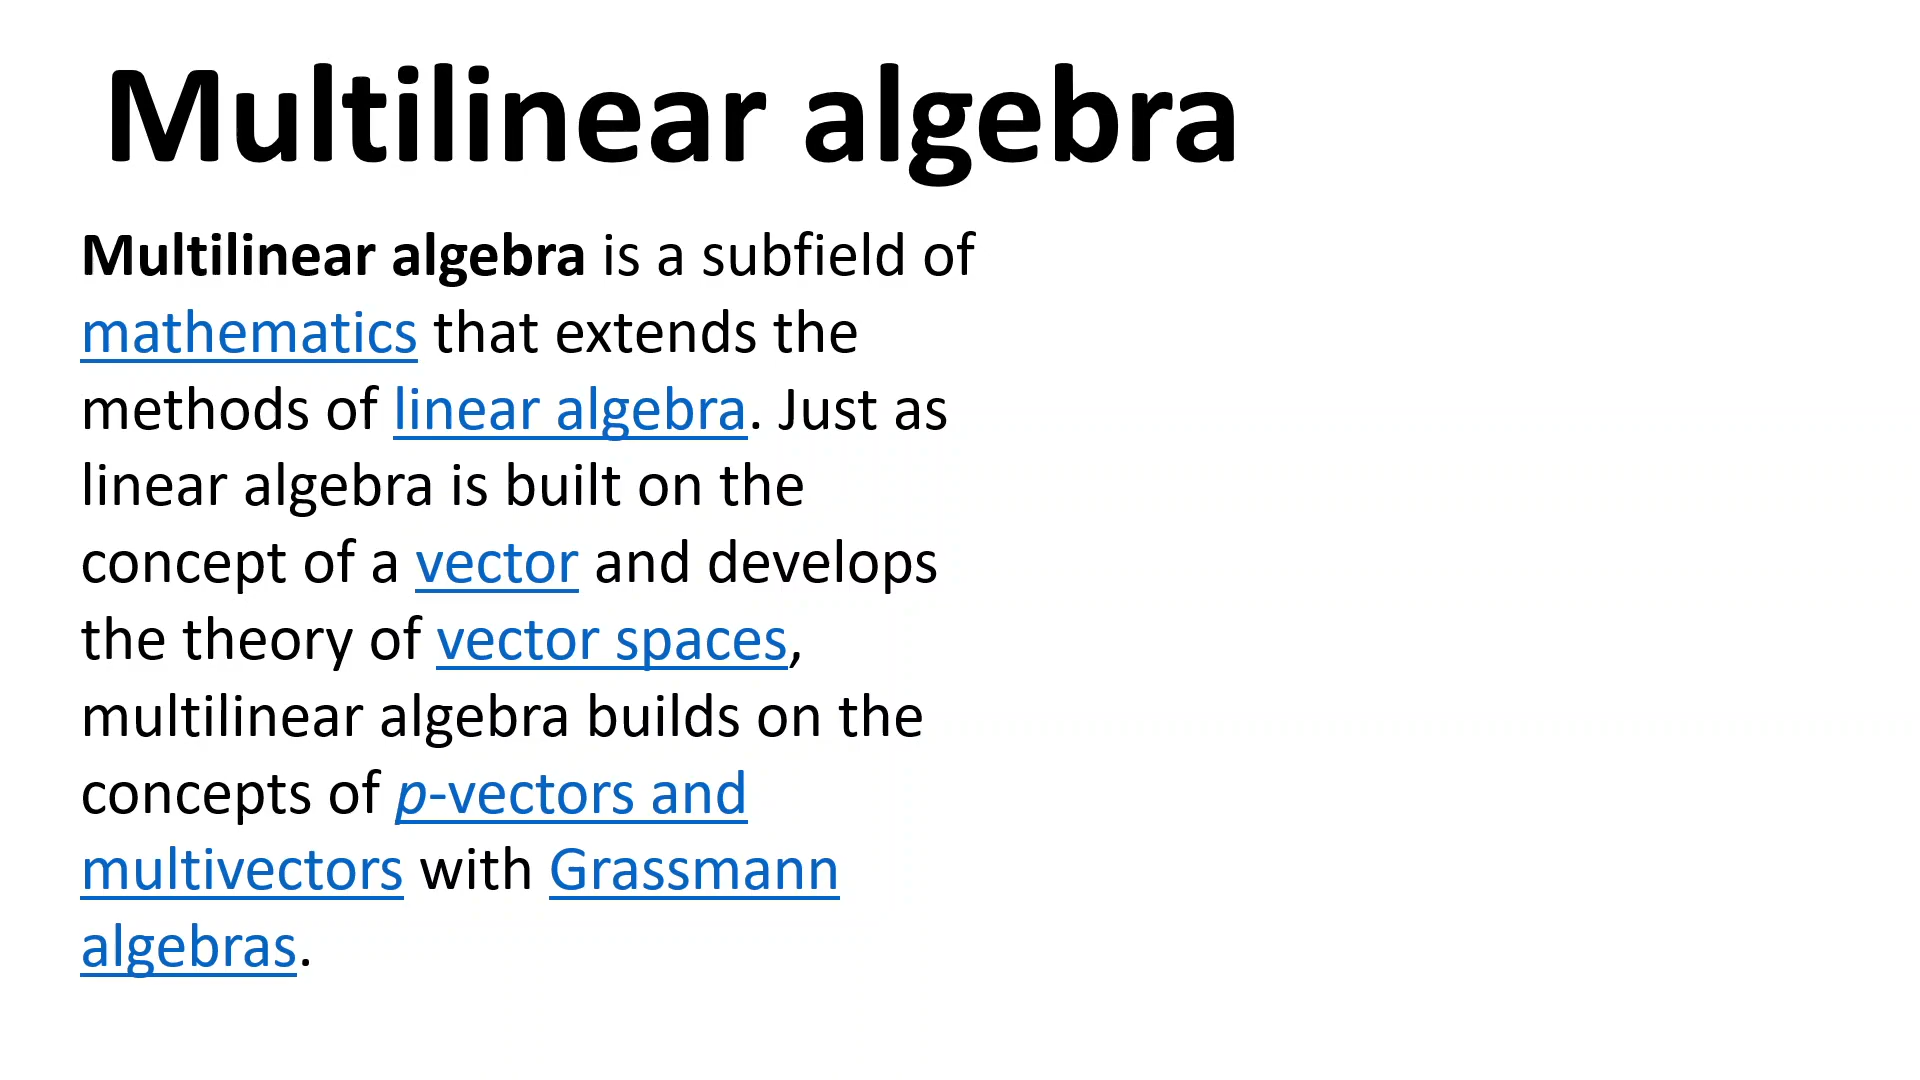 Multilinear algebra
Multilinear algebra is a subfield of
mathematics that extends the
methods of linear algebra. Just as
linear algebra is built on the
concept of a vector and develops
the theory of vector spaces,
multilinear algebra builds on the
concepts of p-vectors and
multivectors with Grassmann
algebras.